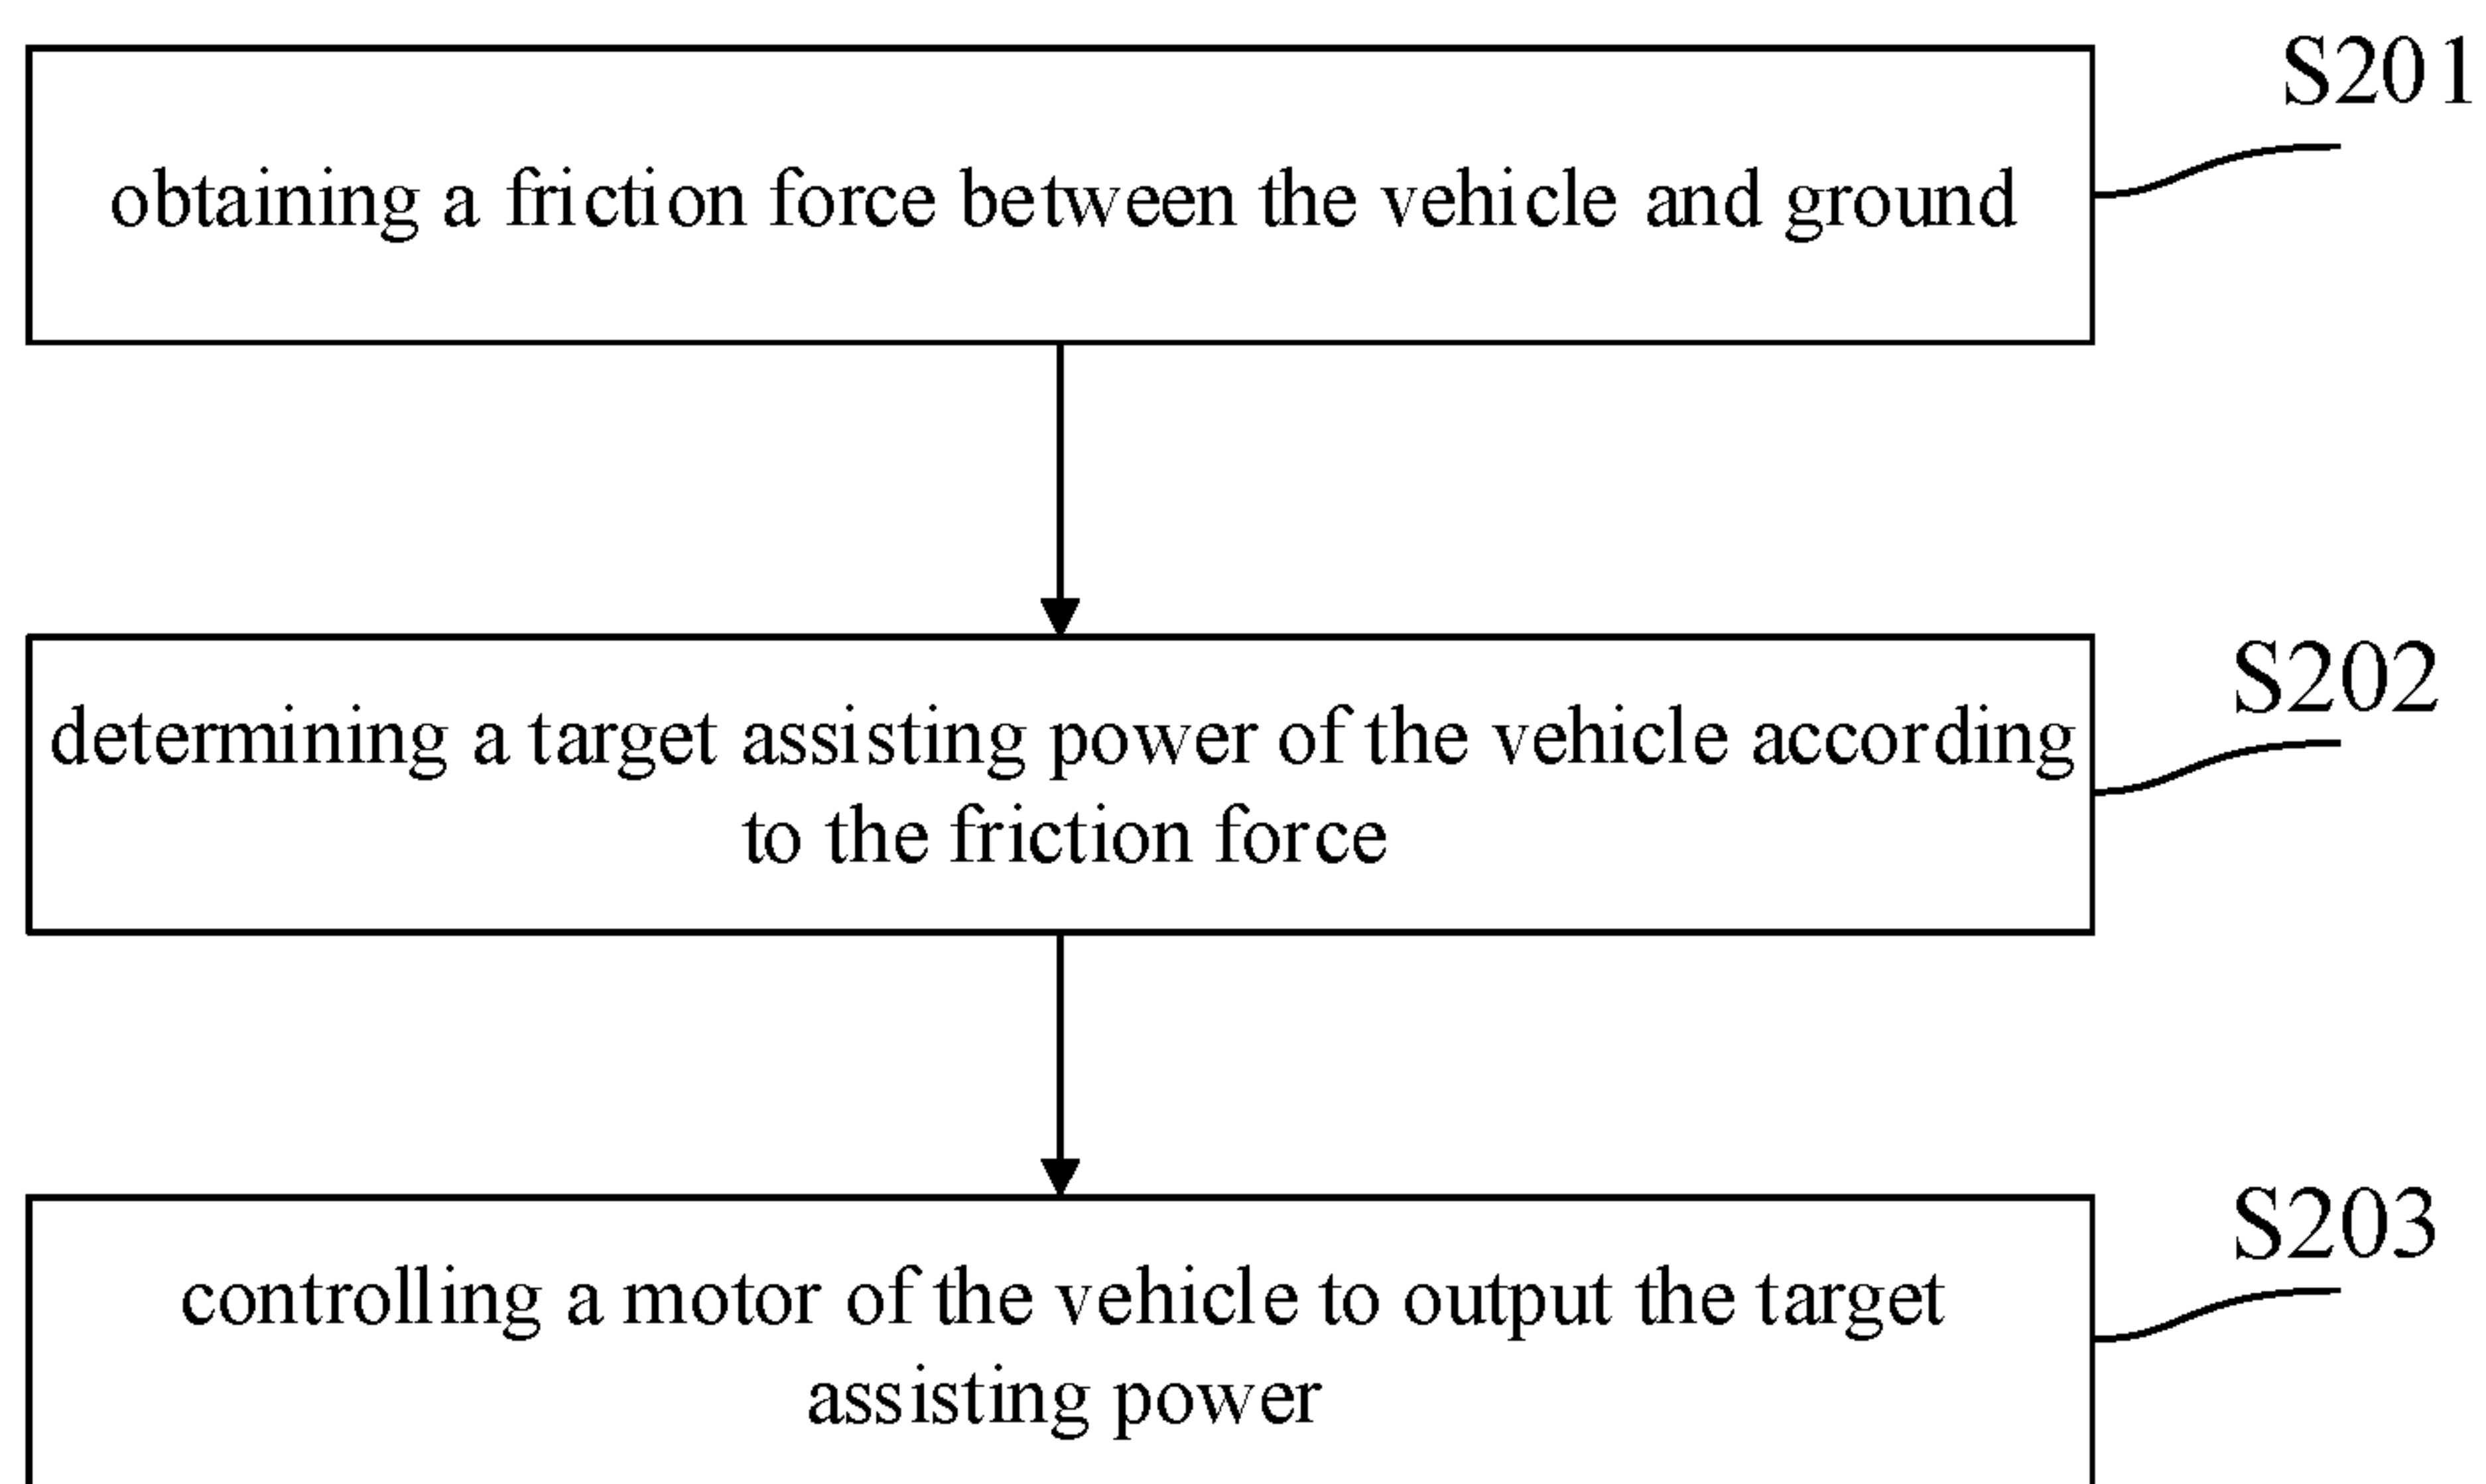 S201
obtaining a friction force between the vehicle and ground
S202
determining a target assisting power of the vehicle according
to the friction force
S203
controlling a motor of the vehicle to output the target
assisting power